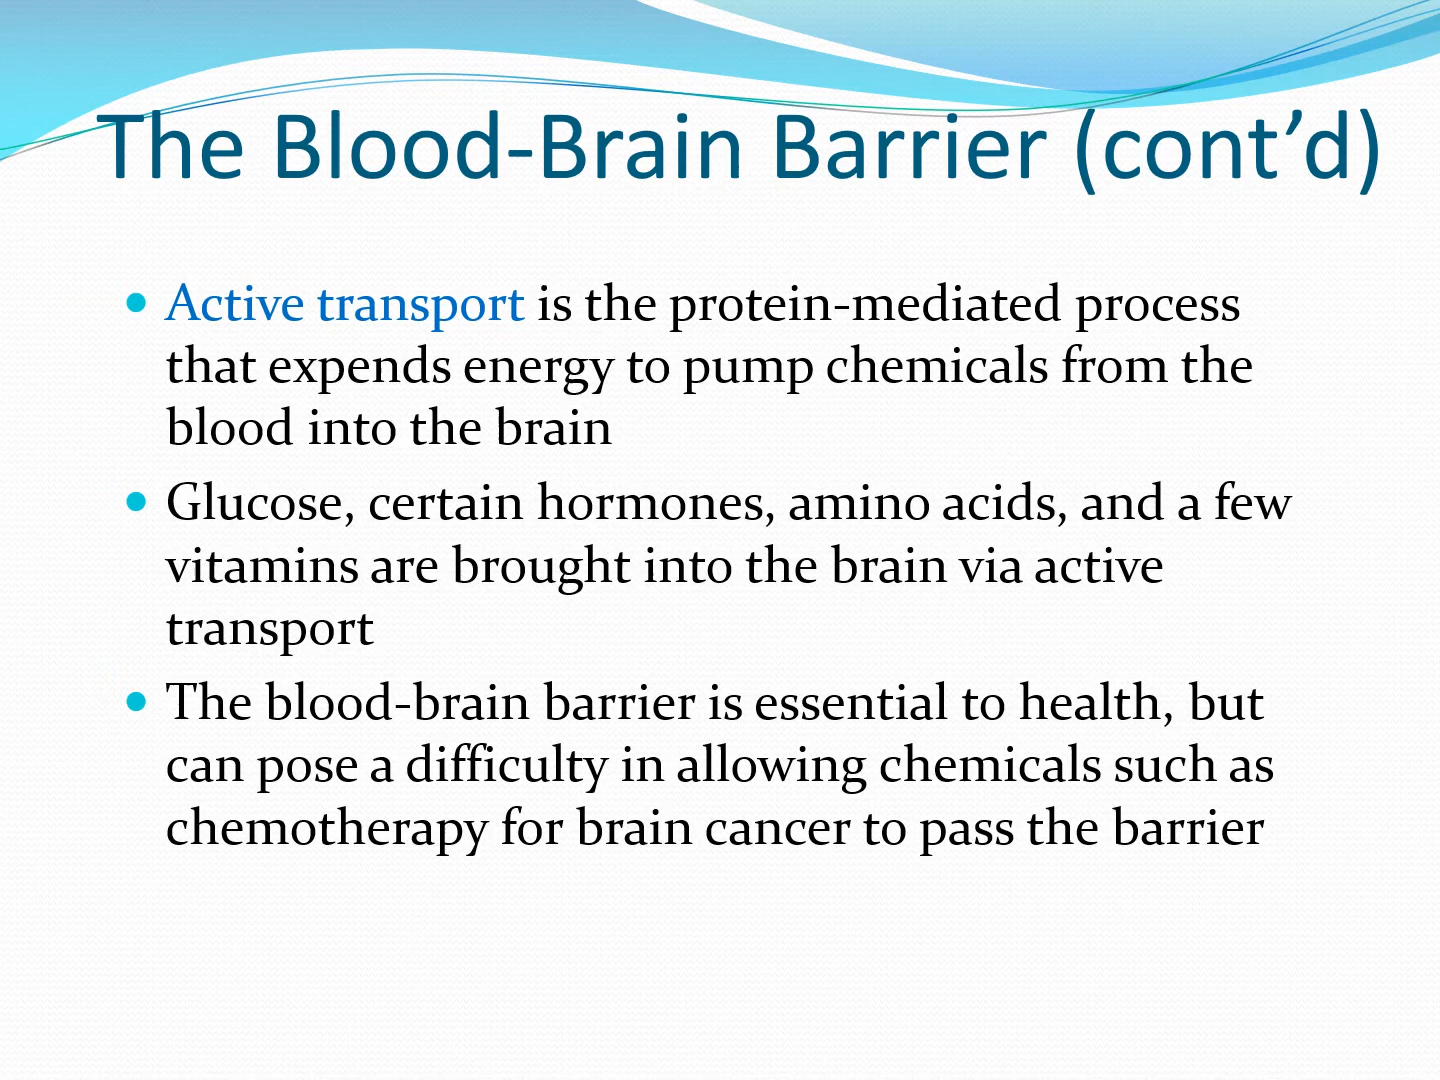 The Blood-Brain Barrier (cont’d)
• Active transport is the protein-mediated process
that expends energy to pump chemicals from the
blood into the brain
• Glucose, certain hormones, amino acids, and a few
vitamins are brought into the brain via active
transport
• The blood-brain barrier is essential to health, but
can pose a difficulty in allowing chemicals such as
chemotherapy for brain cancer to pass the barrier